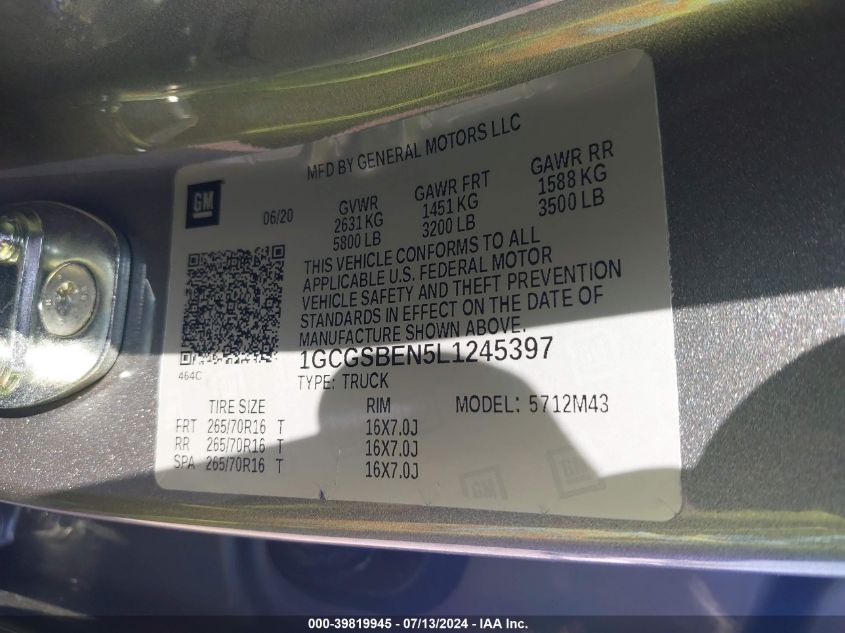 MFD BY GENERAL MOTORS LLC
GM
06/20
GVWR GAWR FRT GAWR RR
2631 KG 1451 KG 1588 KG
5800 LB 3200 LB 3500 LB
THIS VEHICLE CONFORMS TO ALL
APPLICABLE U.S. FEDERAL MOTOR
VEHICLE SAFETY AND THEFT PREVENTION
STANDARDS IN EFFECT ON THE DATE OF
MANUFACTURE SHOWN ABOVE.
1GCGSBEN5L1245397
464C
TYPE: TRUCK
TIRE SIZE RIM MODEL: 5712M43
FRT 265/70R16 T 16X7.0J
RR 265/70R16 T 16X7.0J
SPA 265/70R16 T 16X7.0J
GM
GM
000-39819945 - 07/13/2024 - IAA Inc.